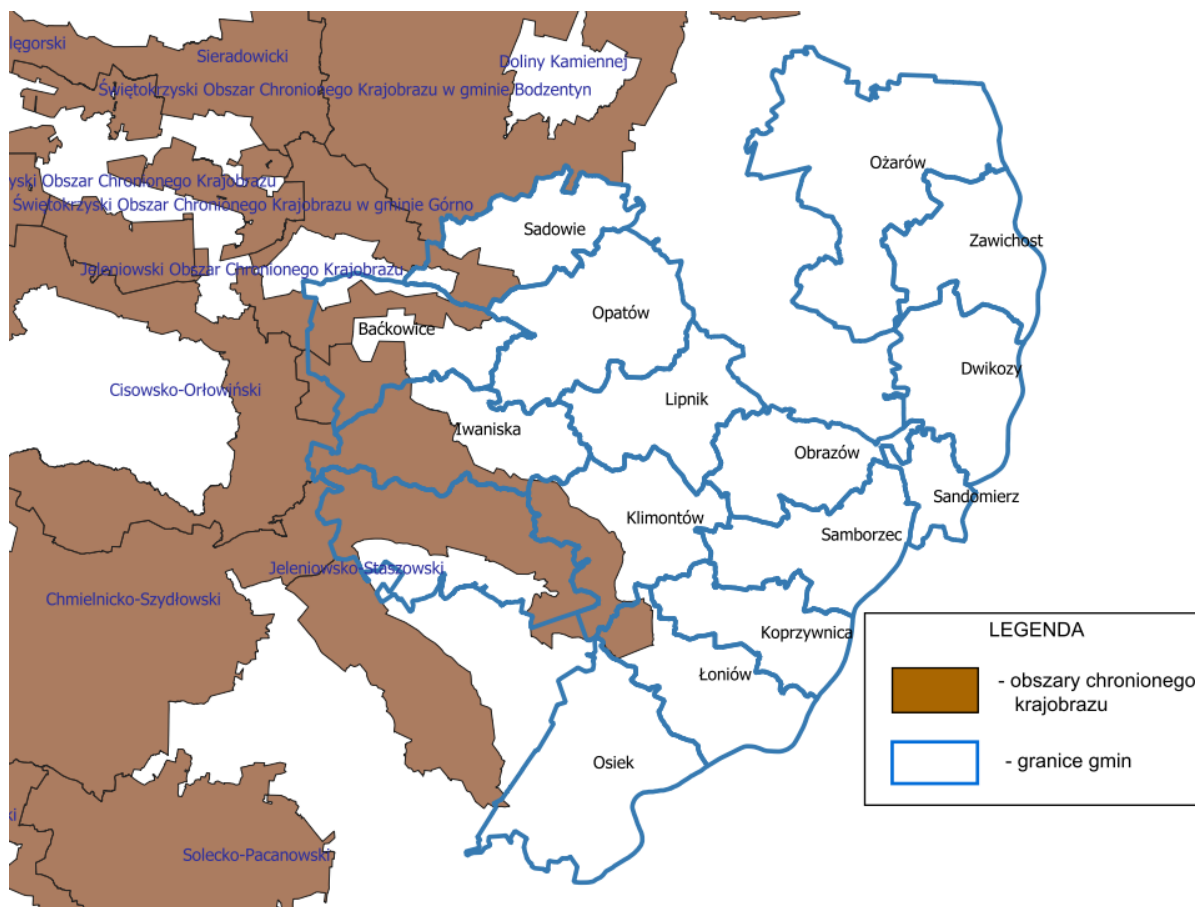 lęgorski
Sieradowicki
Doliny Kamiennej
Świętokrzyski Obszar Chronionego Krajobrazu w gminie Bodzentyn
Ożarów
yski Obszar Chronionego Krajobrazu
Świętokrzyski Obszar Chronionego Krajobrazu w gminie Górno
Sadowie
Zawichost
Jeleniowski Obszar Chronionego Krajobrazu
Opatów
Baćkowice
Dwikozy
Cisowsko-Orłowiński
Lipnik
Iwaniska
Obrazów
Sandomierz
Klimontów
Samborzec
Jeleniowsko-Staszowski
Chmielnicko-Szydłowski
Koprzywnica
Łoniów
LEGENDA
- obszary chronionego
krajobrazu
- granice gmin
Osiek
ki
Solecko-Pacanowski